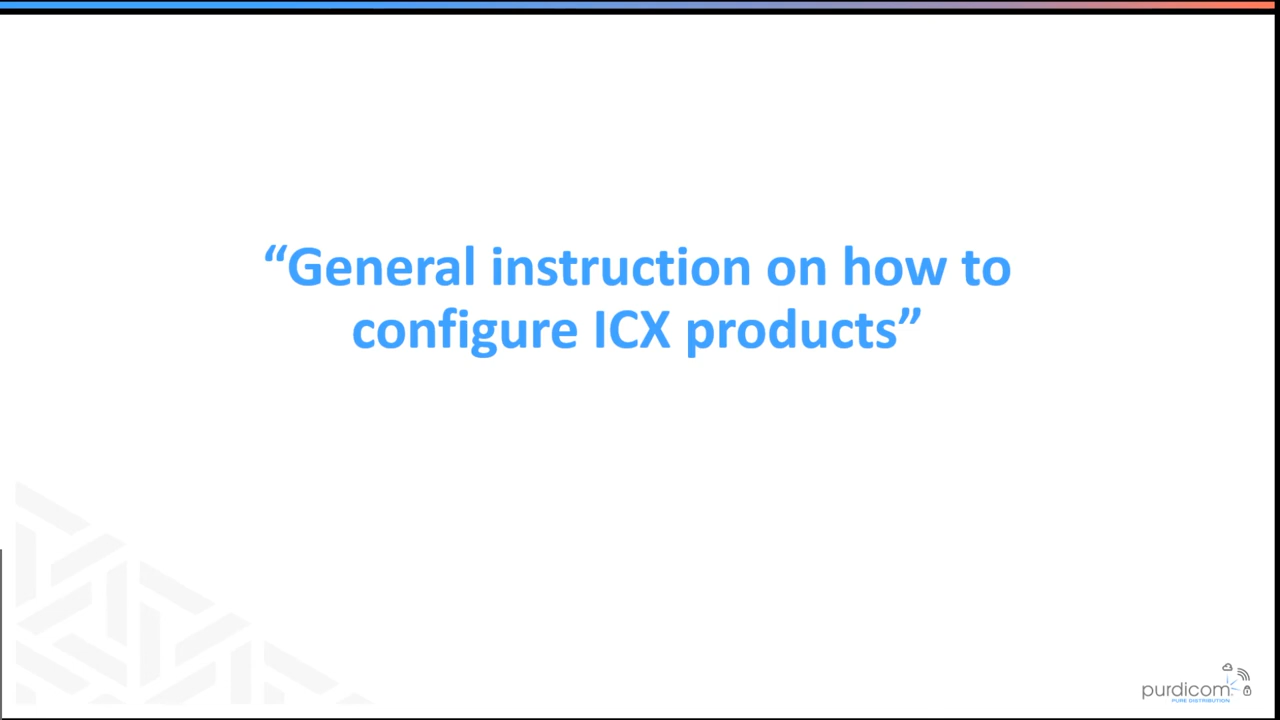 “General instruction on how to
configure ICX products”
purdicom
PURE DISTRIBUTION